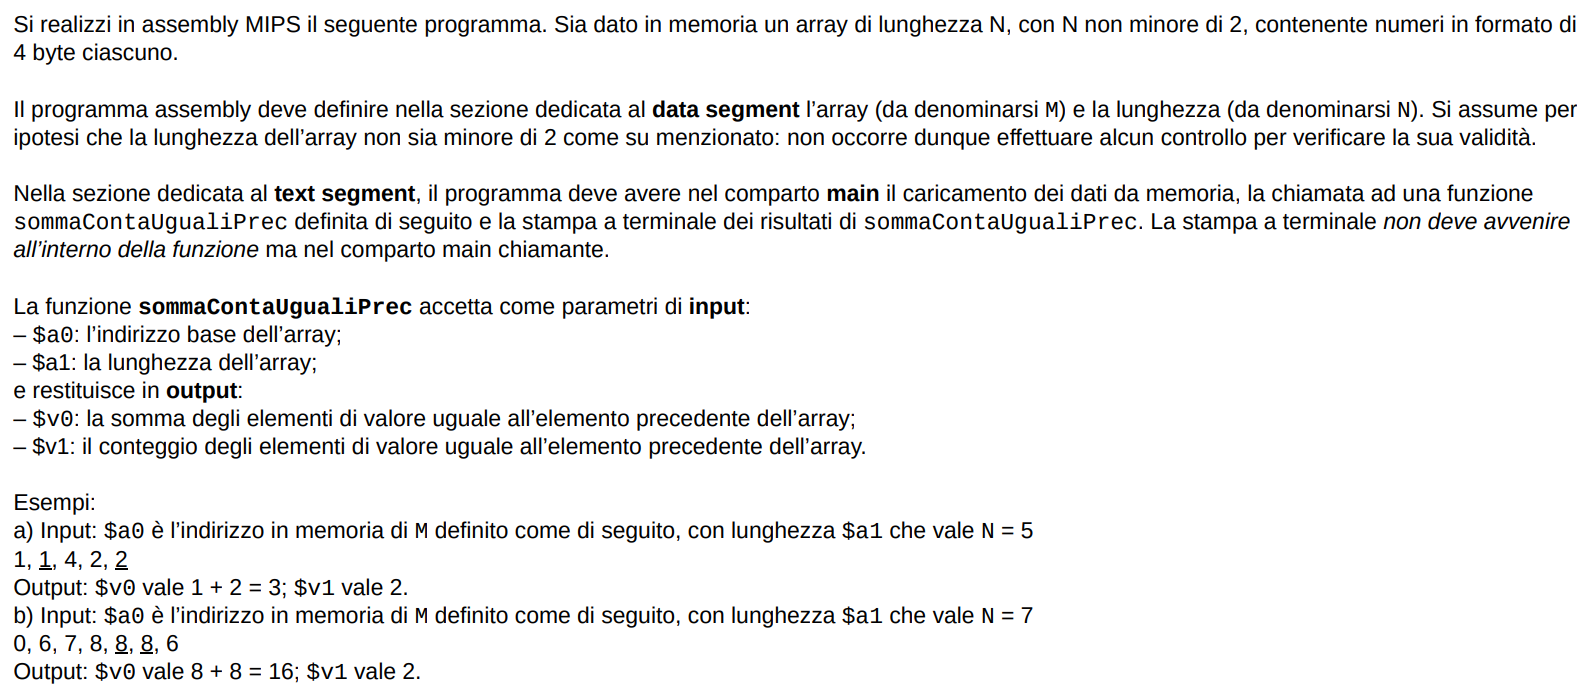 Si realizzi in assembly MIPS il seguente programma. Sia dato in memoria un array di lunghezza N, con N non minore di 2, contenente numeri in formato di
4 byte ciascuno.
Il programma assembly deve definire nella sezione dedicata al data segment l’array (da denominarsi M) e la lunghezza (da denominarsi N). Si assume per
ipotesi che la lunghezza dell’array non sia minore di 2 come su menzionato: non occorre dunque effettuare alcun controllo per verificare la sua validità.
Nella sezione dedicata al text segment, il programma deve avere nel comparto main il caricamento dei dati da memoria, la chiamata ad una funzione
sommaContaUgualiPrec definita di seguito e la stampa a terminale dei risultati di sommaContaUgualiPrec. La stampa a terminale non deve avvenire
all’interno della funzione ma nel comparto main chiamante.
La funzione sommaContaUgualiPrec accetta come parametri di input:
– $a0: l’indirizzo base dell’array;
– $a1: la lunghezza dell’array;
e restituisce in output:
– $v0: la somma degli elementi di valore uguale all’elemento precedente dell’array;
– $v1: il conteggio degli elementi di valore uguale all’elemento precedente dell’array.
Esempi:
a) Input: $a0 è l’indirizzo in memoria di M definito come di seguito, con lunghezza $a1 che vale N = 5
1, 1, 4, 2, 2
Output: $v0 vale 1 + 2 = 3; $v1 vale 2.
b) Input: $a0 è l’indirizzo in memoria di M definito come di seguito, con lunghezza $a1 che vale N = 7
0, 6, 7, 8, 8, 8, 6
Output: $v0 vale 8 + 8 = 16; $v1 vale 2.